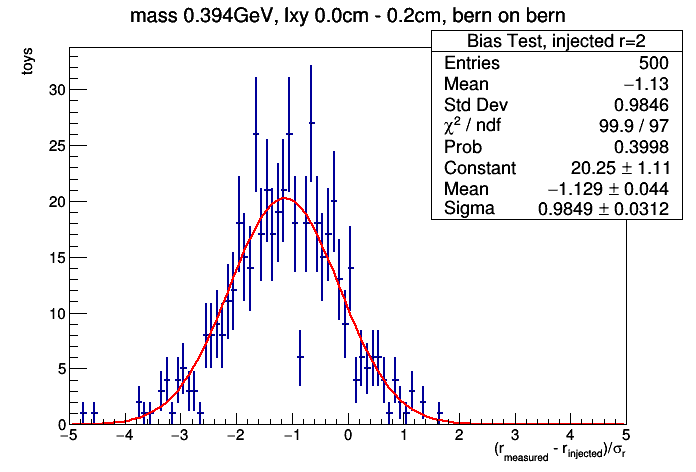 mass 0.394GeV, lxy 0.0cm - 0.2cm, bern on bern
Bias Test, injected r=2
Entries 500
Mean −1.13
Std Dev 0.9846
χ² / ndf 99.9 / 97
Prob 0.3998
Constant 20.25 ± 1.11
Mean −1.129 ± 0.044
Sigma 0.9849 ± 0.0312
toys
30
25
20
15
10
5
0
−5 −4 −3 −2 −1 0 1 2 3 4 5
(r_measured - r_injected)/σ_r